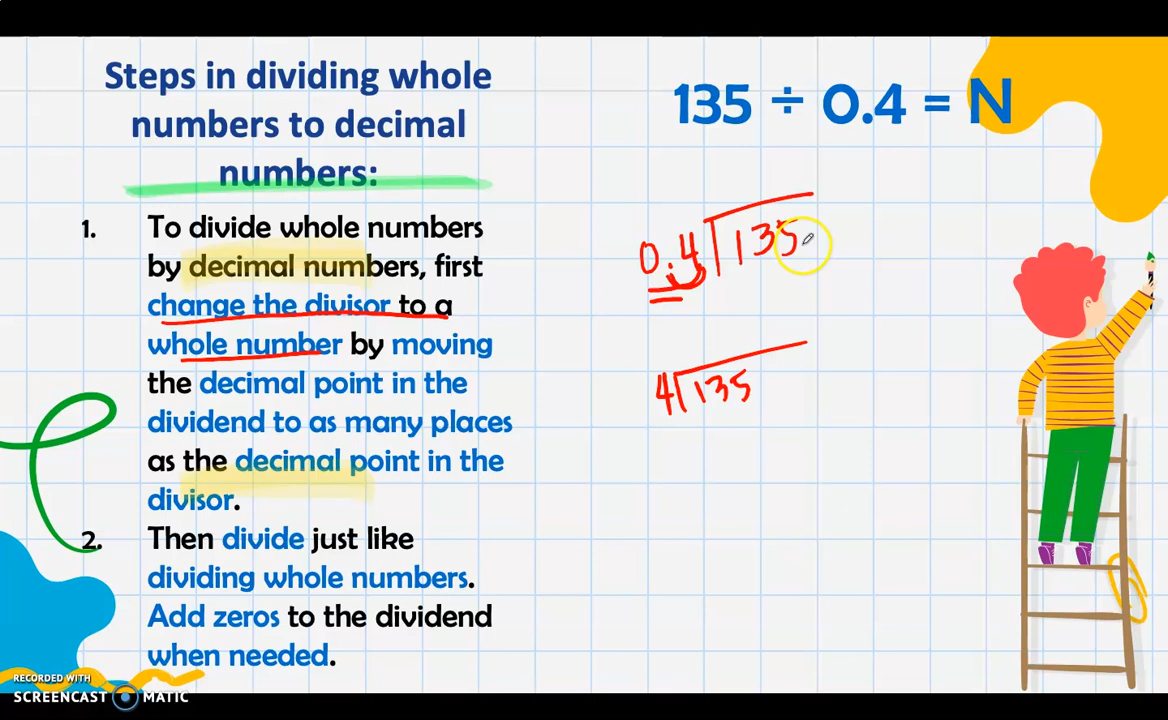 Steps in dividing whole
numbers to decimal
numbers:
1. To divide whole numbers
by decimal numbers, first
change the divisor to a
whole number by moving
the decimal point in the
dividend to as many places
as the decimal point in the
divisor.
2. Then divide just like
dividing whole numbers.
Add zeros to the dividend
when needed.
135 ÷ 0.4 = N
0.4 135
4 135
RECORDED WITH
SCREENCAST MATIC